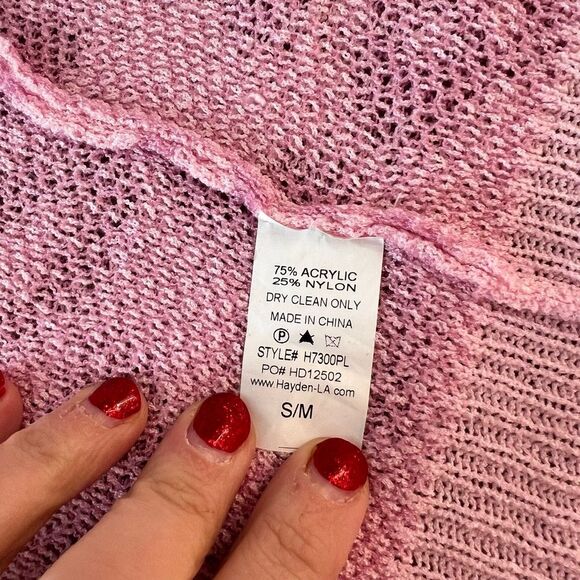 75% ACRYLIC
25% NYLON
DRY CLEAN ONLY
MADE IN CHINA
P
STYLE# H7300PL
PO# HD12502
www.Hayden-LA.com
S/M